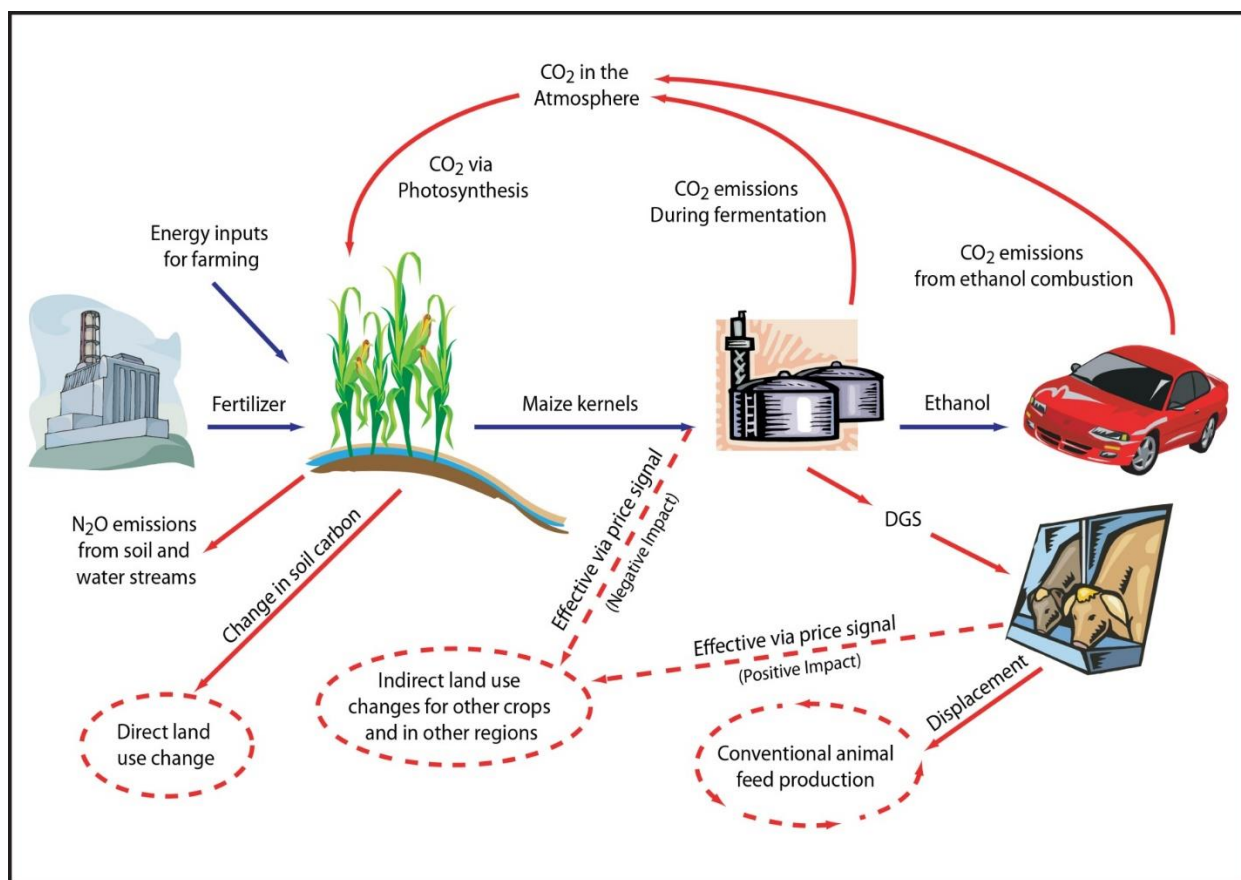 CO₂ in the
Atmosphere
CO₂ via
Photosynthesis
CO₂ emissions
During fermentation
Energy inputs
for farming
CO₂ emissions
from ethanol combustion
Fertilizer
Maize kernels
Ethanol
N₂O emissions
from soil and
water streams
Change in soil carbon
Effective via price signal
(Negative Impact)
DGS
Effective via price signal
(Positive Impact)
Displacement
Direct land
use change
Indirect land use
changes for other crops
and in other regions
Conventional animal
feed production